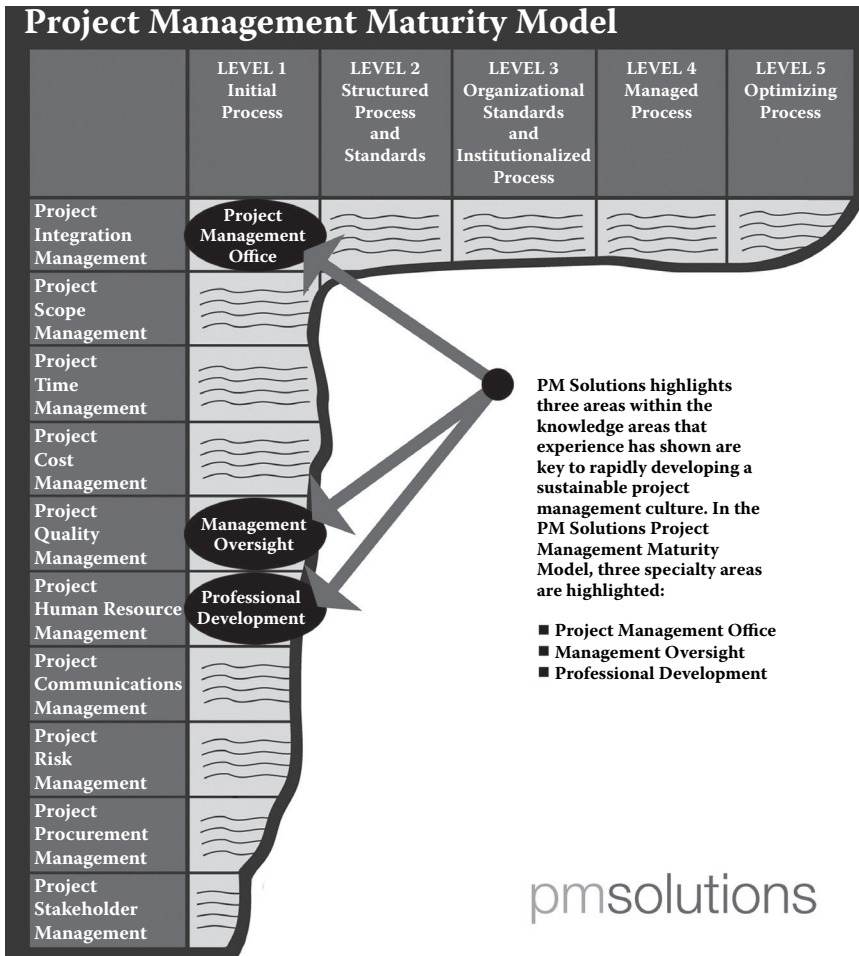 Project Management Maturity Model
LEVEL 1
Initial
Process
LEVEL 2
Structured
Process
and
Standards
LEVEL 3
Organizational
Standards
and
Institutionalized
Process
LEVEL 4
Managed
Process
LEVEL 5
Optimizing
Process
Project
Integration
Management
Project
Management
Office
Project
Scope
Management
Project
Time
Management
Project
Cost
Management
Project
Quality
Management
Management
Oversight
Project
Human Resource
Management
Professional
Development
Project
Communications
Management
Project
Risk
Management
Project
Procurement
Management
Project
Stakeholder
Management
PM Solutions highlights
three areas within the
knowledge areas that
experience has shown are
key to rapidly developing a
sustainable project
management culture. In the
PM Solutions Project
Management Maturity
Model, three specialty areas
are highlighted:
■ Project Management Office
■ Management Oversight
■ Professional Development
pmsolutions